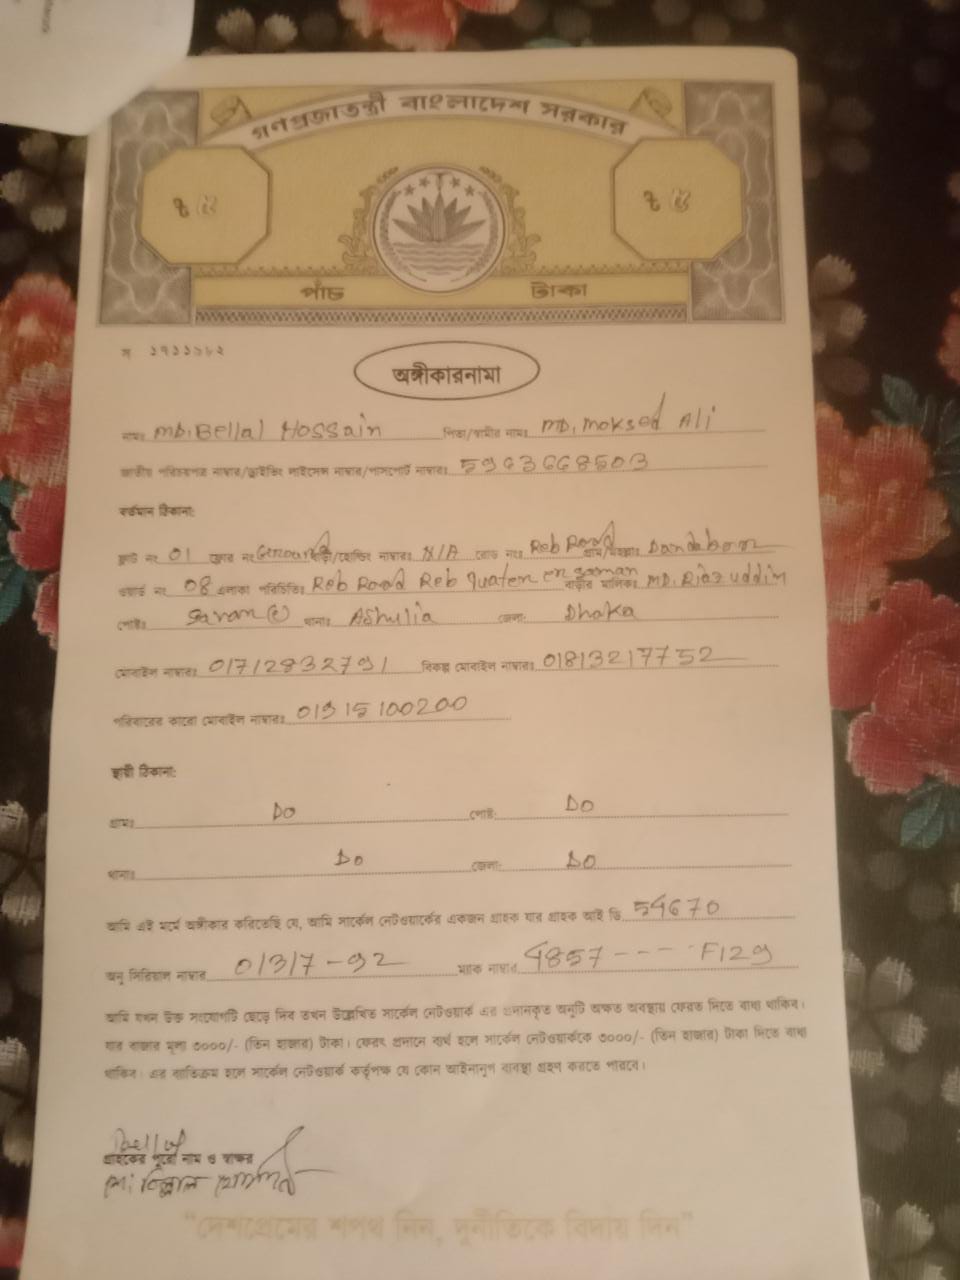 গণপ্রজাতন্ত্রী বাংলাদেশ সরকার
৳ ৫ ৳ ৫
পাঁচ টাকা
অঙ্গীকারনামা
নামঃ MD. Bellal Hossain পিতা/স্বামীর নামঃ MD. Moksed Ali
জাতীয় পরিচয়পত্র নাম্বার/ড্রাইভিং লাইসেন্স নাম্বার/পাসপোর্ট নাম্বারঃ
বর্তমান ঠিকানা:
ফ্লাট নং 01 ফ্লোর নং বাড়ী/হোল্ডিং নাম্বারঃ N/A রোড নংঃ Reb Road গ্রাম/মহল্লাঃ
ওয়ার্ড নং 08 এলাকা পরিচিতিঃ Reb Road Reb বাড়ীর মালিকঃ MD. Riaz uddin
পোষ্টঃ থানাঃ AShulia জেলা: Dhaka
মোবাইল নাম্বারঃ 01712832791 বিকল্প মোবাইল নাম্বারঃ 01813217752
পরিবারের কারো মোবাইল নাম্বারঃ 01915100200
স্থায়ী ঠিকানা:
গ্রামঃ DO পোষ্ট: DO
থানাঃ DO জেলা: DO
আমি এই মর্মে অঙ্গীকার করিতেছি যে, আমি সার্কেল নেটওয়ার্কের একজন গ্রাহক যার গ্রাহক আই ডি 54670
অনু সিরিয়াল নাম্বার 01317-92 ম্যাক নাম্বার 4857---- F129
আমি যখন উক্ত সংযোগটি ছেড়ে দিব তখন উল্লেখিত সার্কেল নেটওয়ার্ক এর প্রদানকৃত অনুটি অক্ষত অবস্থায় ফেরত দিতে বাধ্য থাকিব।
যার বাজার মূল্য ৩০০০/- (তিন হাজার) টাকা। ফেরৎ প্রদানে ব্যর্থ হলে সার্কেল নেটওয়ার্ককে ৩০০০/- (তিন হাজার) টাকা দিতে বাধ্য
থাকিব। এর ব্যতিক্রম হলে সার্কেল নেটওয়ার্ক কর্তৃপক্ষ যে কোন আইনানুগ ব্যবস্থা গ্রহণ করতে পারবে।
গ্রাহকের পুরো নাম ও স্বাক্ষর
"দেশপ্রেমের শপথ নিন, দূর্নীতিকে বিদায় দিন"